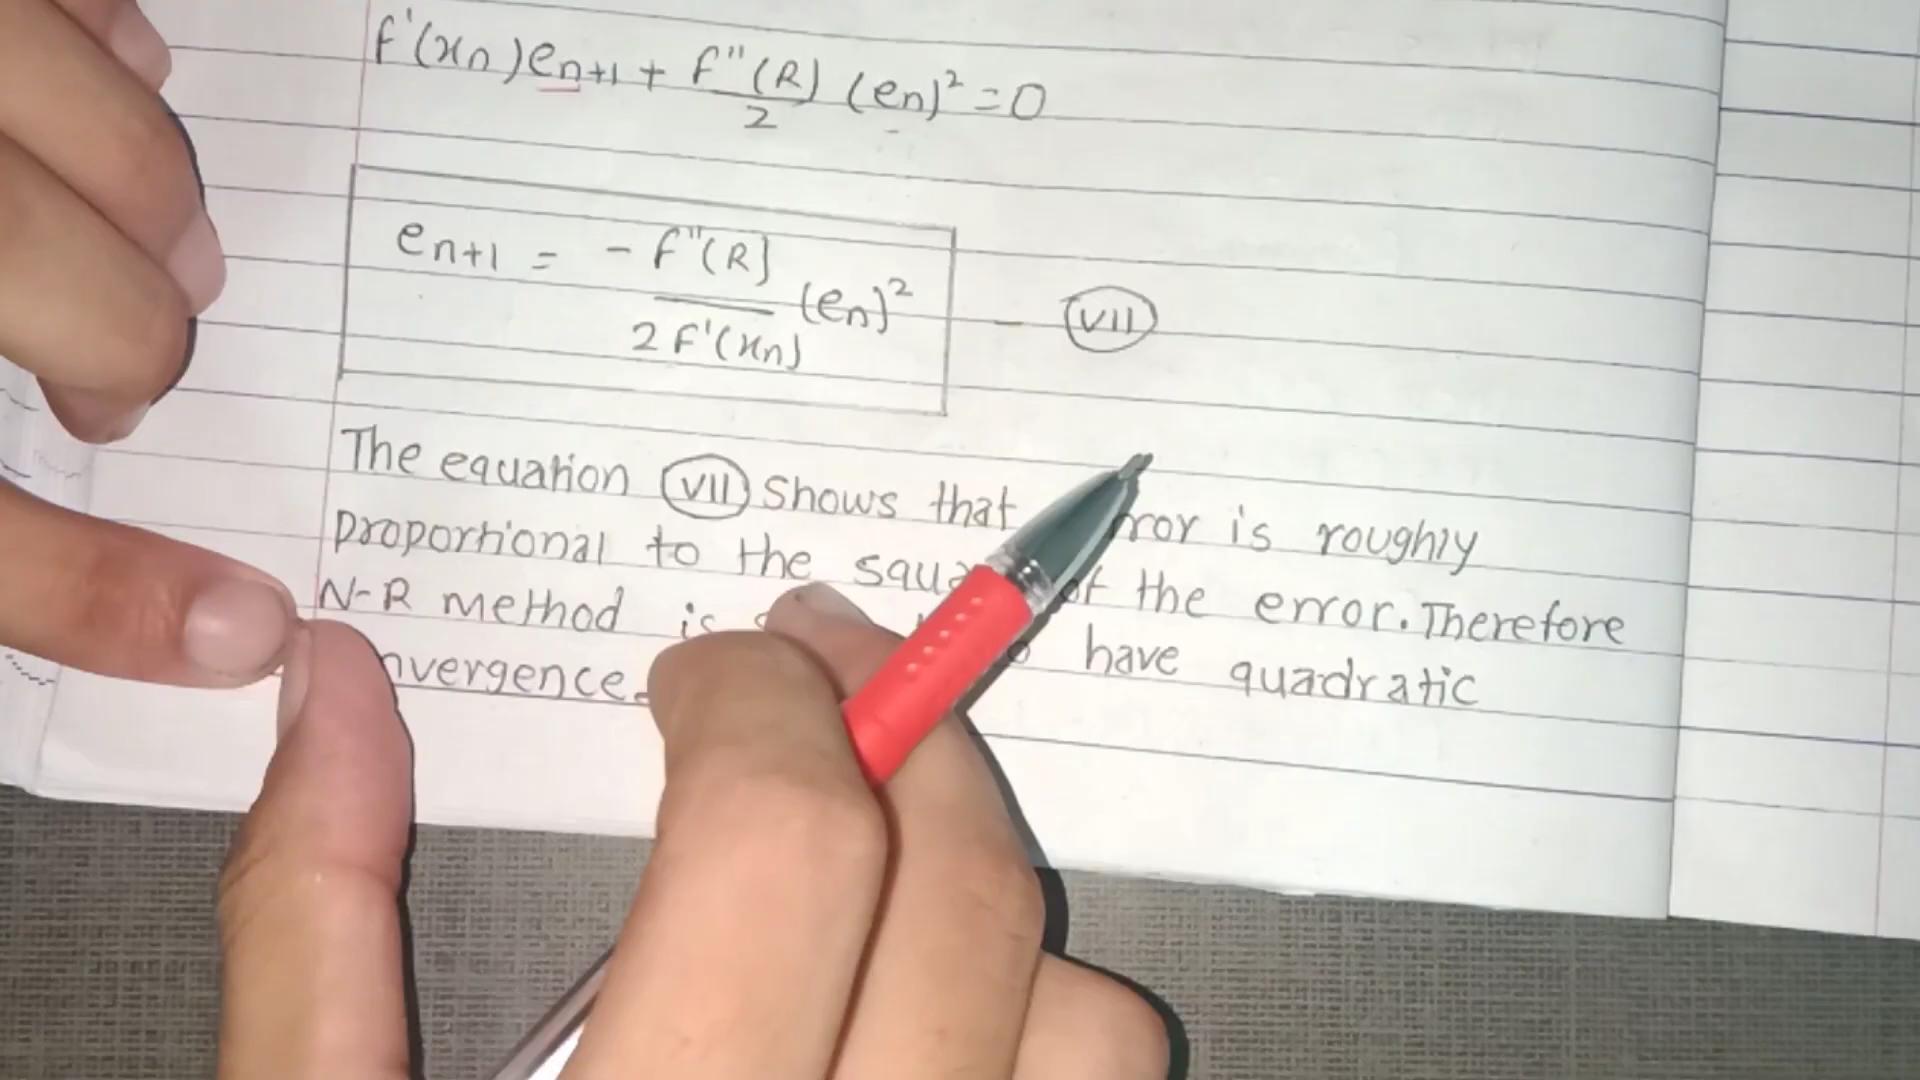 f'(xn)en+1 + f"(R)/2 (en)² = 0
en+1 = - f"(R)/2f'(xn) (en)² - VII
The equation VII Shows that is roughly
proportional to the of the error. Therefore
N-R method is have quadratic